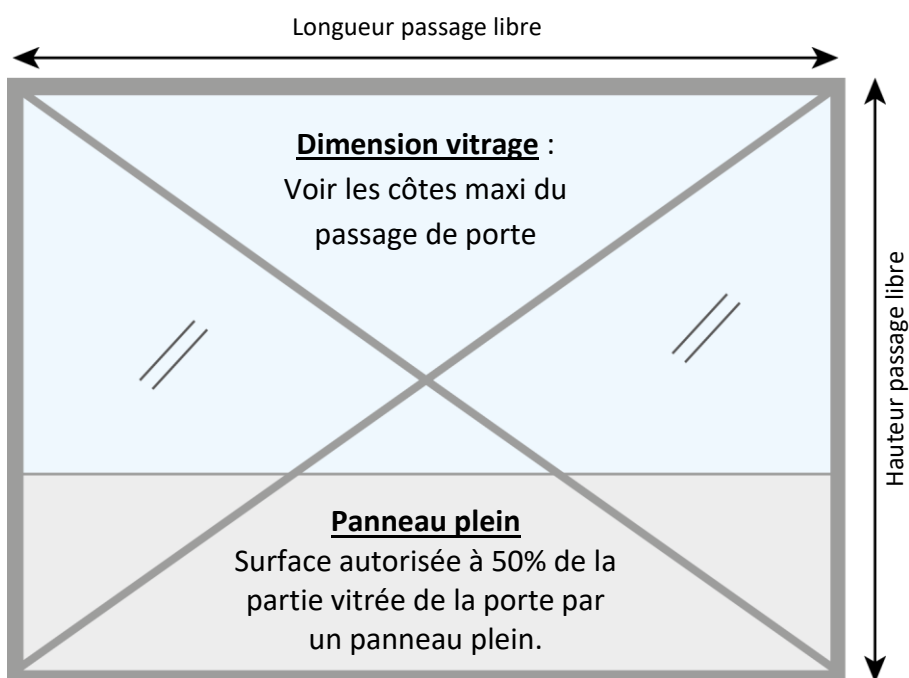 Longueur passage libre
Dimension vitrage :
Voir les côtes maxi du
passage de porte
Hauteur passage libre
Panneau plein
Surface autorisée à 50% de la
partie vitrée de la porte par
un panneau plein.